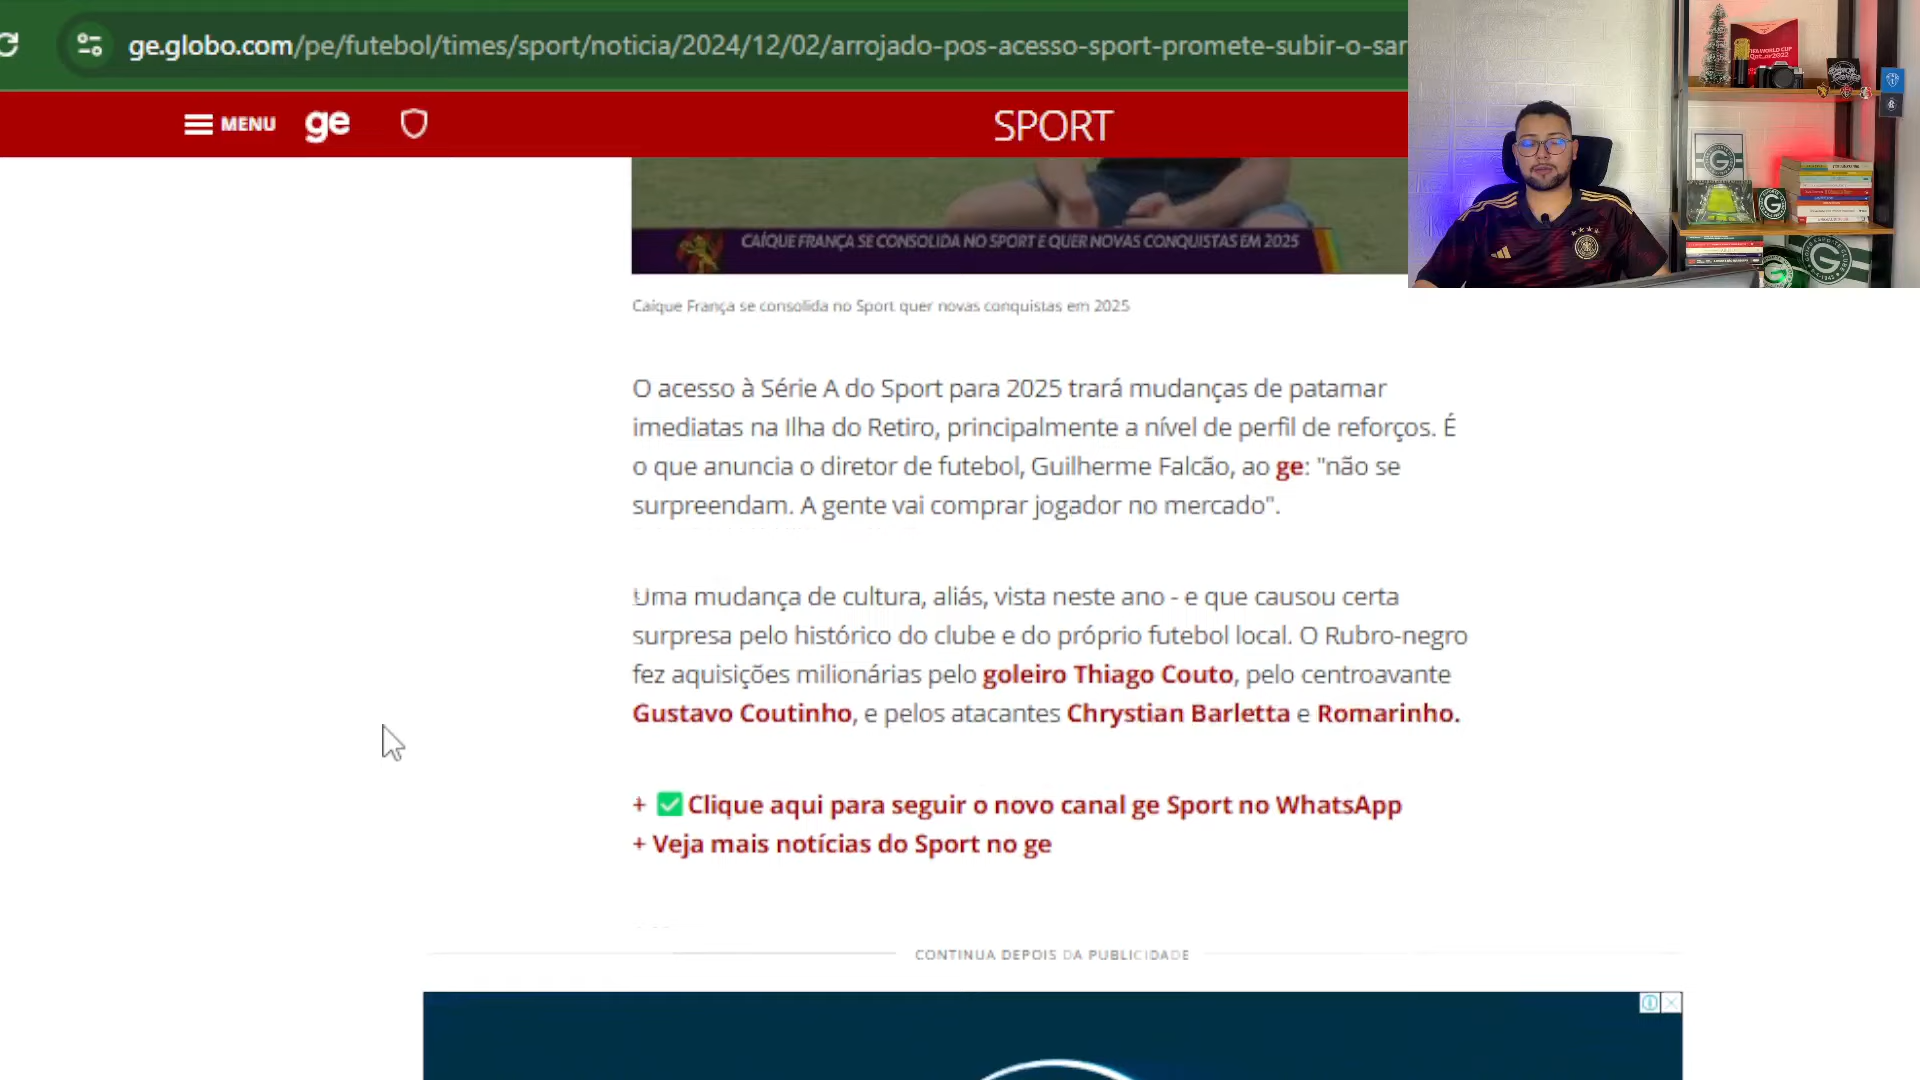 ge.globo.com/pe/futebol/times/sport/noticia/2024/12/02/arrojado-pos-acesso-sport-promete-subir-o-sar
MENU ge SPORT
CAÍQUE FRANÇA SE CONSOLIDA NO SPORT E QUER NOVAS CONQUISTAS EM 2025
Caíque França se consolida no Sport quer novas conquistas em 2025
O acesso à Série A do Sport para 2025 trará mudanças de patamar
imediatas na Ilha do Retiro, principalmente a nível de perfil de reforços. É
o que anuncia o diretor de futebol, Guilherme Falcão, ao ge: "não se
surpreendam. A gente vai comprar jogador no mercado".
Uma mudança de cultura, aliás, vista neste ano - e que causou certa
surpresa pelo histórico do clube e do próprio futebol local. O Rubro-negro
fez aquisições milionárias pelo goleiro Thiago Couto, pelo centroavante
Gustavo Coutinho, e pelos atacantes Chrystian Barletta e Romarinho.
+ ✅ Clique aqui para seguir o novo canal ge Sport no WhatsApp
+ Veja mais notícias do Sport no ge
CONTINUA DEPOIS DA PUBLICIDADE
FIFA WORLD CUP
Qatar2022